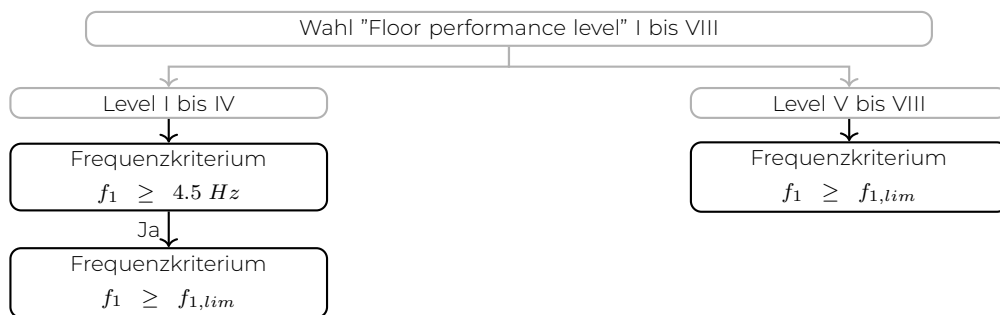 Wahl "Floor performance level" I bis VIII
Level I bis IV
Level V bis VIII
Frequenzkriterium
f₁ ≥ 4.5 Hz
Frequenzkriterium
f₁ ≥ f₁,lim
Ja
Frequenzkriterium
f₁ ≥ f₁,lim